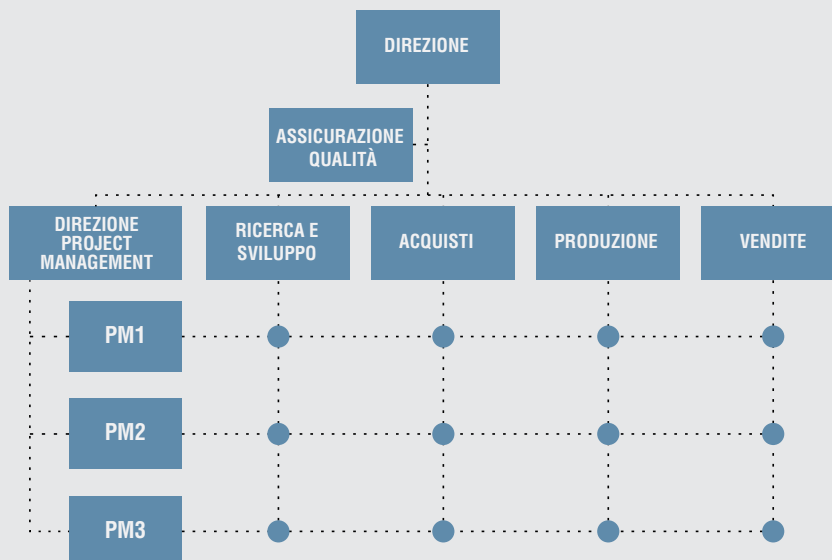 DIREZIONE
ASSICURAZIONE
QUALITÀ
DIREZIONE
PROJECT
MANAGEMENT
RICERCA E
SVILUPPO
ACQUISTI
PRODUZIONE
VENDITE
PM1
PM2
PM3